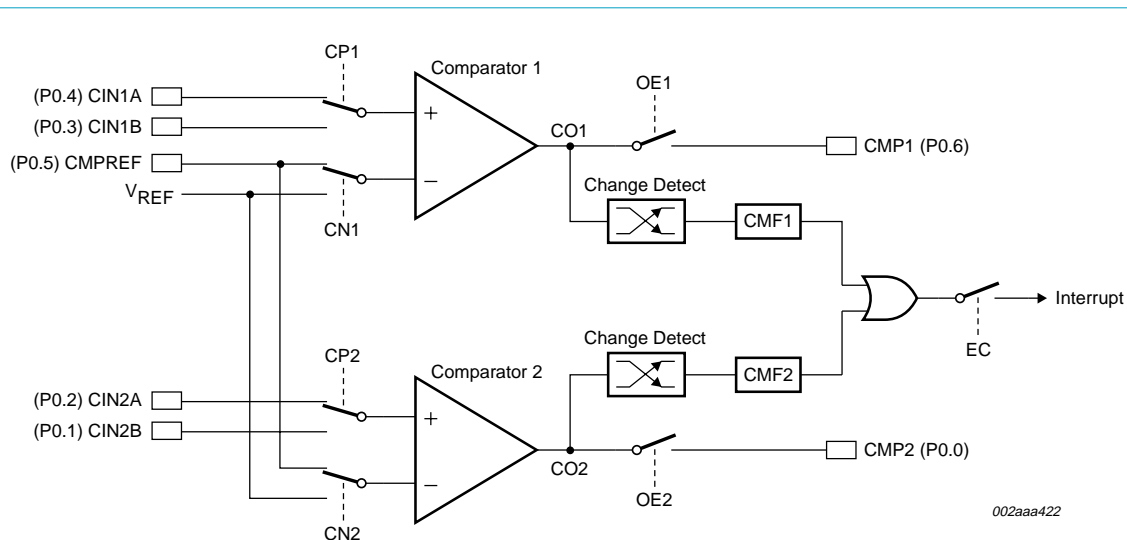 CP1
Comparator 1
OE1
(P0.4) CIN1A
(P0.3) CIN1B
+
CO1
CMP1 (P0.6)
(P0.5) CMPREF
−
Change Detect
VREF
CMF1
CN1
Interrupt
EC
Change Detect
CP2
Comparator 2
CMF2
(P0.2) CIN2A
(P0.1) CIN2B
+
CMP2 (P0.0)
CO2
−
OE2
CN2
002aaa422